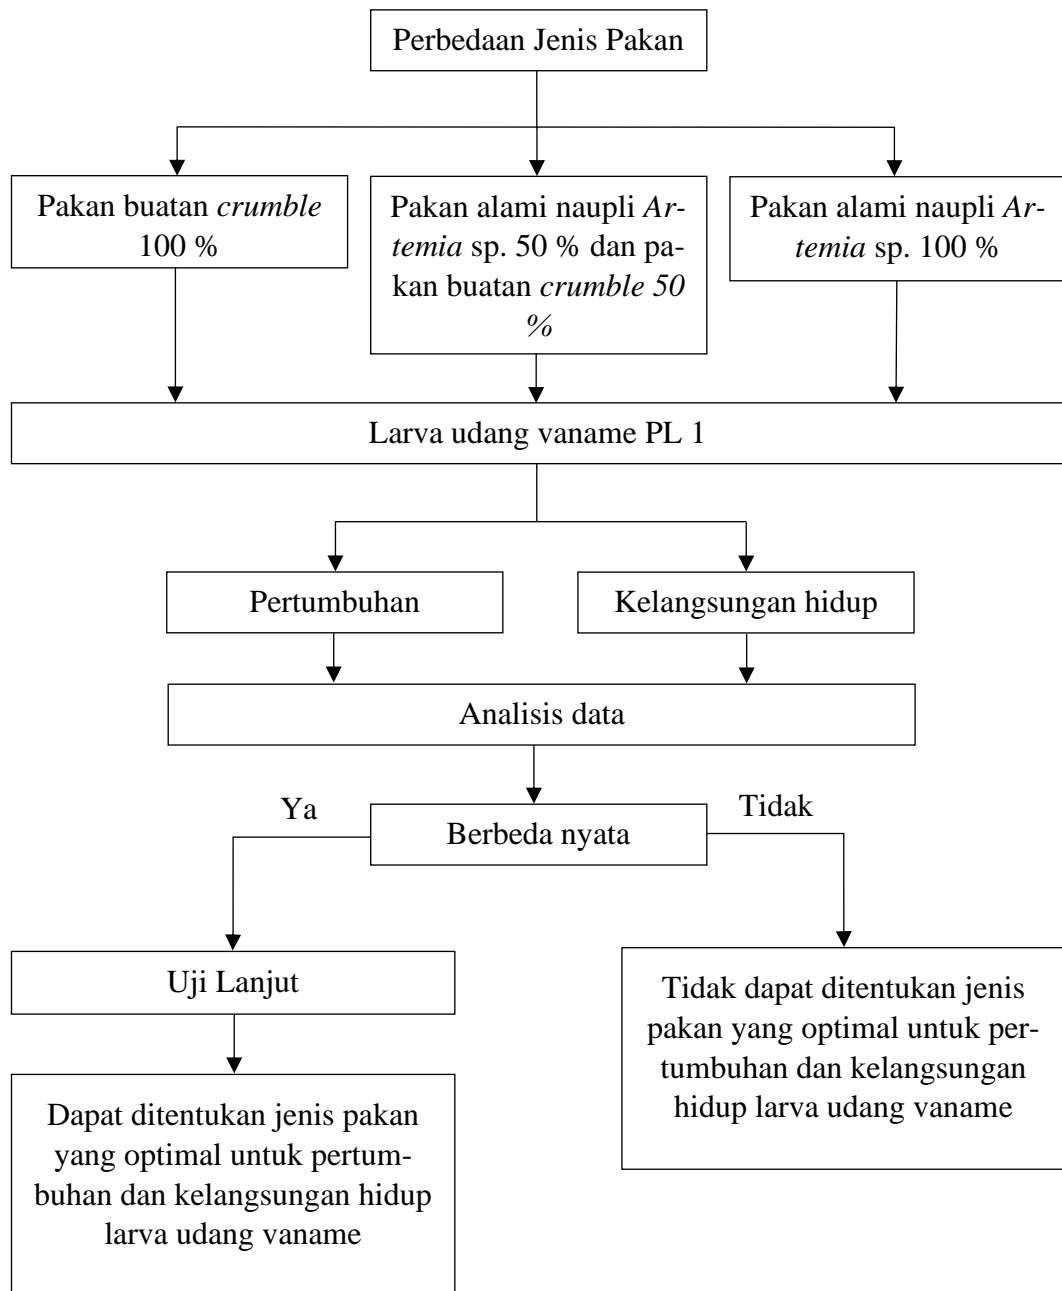 Perbedaan Jenis Pakan
Pakan buatan crumble
100 %
Pakan alami naupli Ar-
temia sp. 50 % dan pa-
kan buatan crumble 50
%
Pakan alami naupli Ar-
temia sp. 100 %
Larva udang vaname PL 1
Pertumbuhan
Kelangsungan hidup
Analisis data
Ya
Berbeda nyata
Tidak
Uji Lanjut
Tidak dapat ditentukan jenis
pakan yang optimal untuk per-
tumbuhan dan kelangsungan
hidup larva udang vaname
Dapat ditentukan jenis pakan
yang optimal untuk pertum-
buhan dan kelangsungan hidup
larva udang vaname